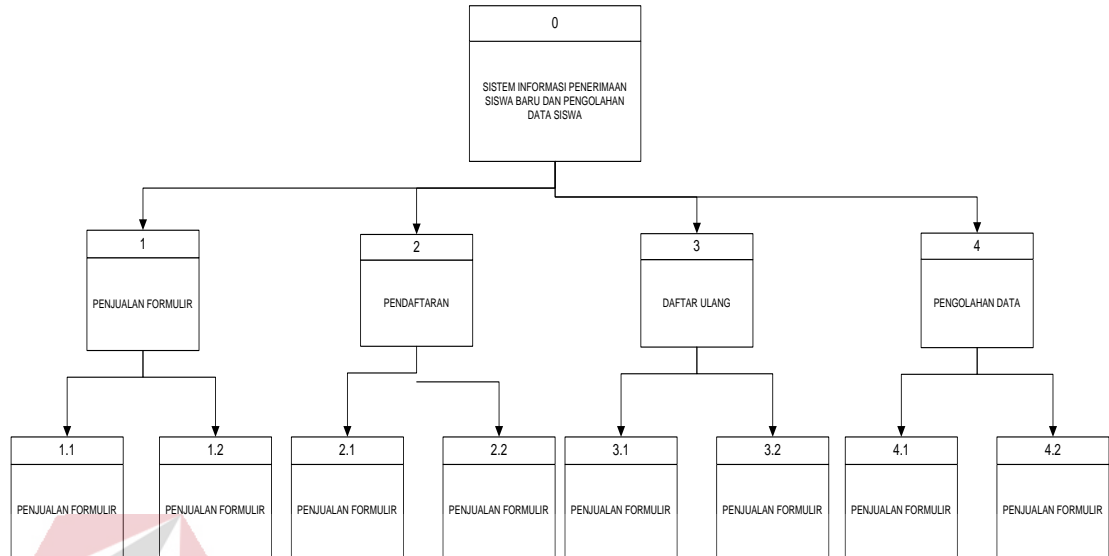 0
SISTEM INFORMASI PENERIMAAN
SISWA BARU DAN PENGOLAHAN
DATA SISWA
1
PENJUALAN FORMULIR
2
PENDAFTARAN
3
DAFTAR ULANG
4
PENGOLAHAN DATA
1.1
PENJUALAN FORMULIR
1.2
PENJUALAN FORMULIR
2.1
PENJUALAN FORMULIR
2.2
PENJUALAN FORMULIR
3.1
PENJUALAN FORMULIR
3.2
PENJUALAN FORMULIR
4.1
PENJUALAN FORMULIR
4.2
PENJUALAN FORMULIR